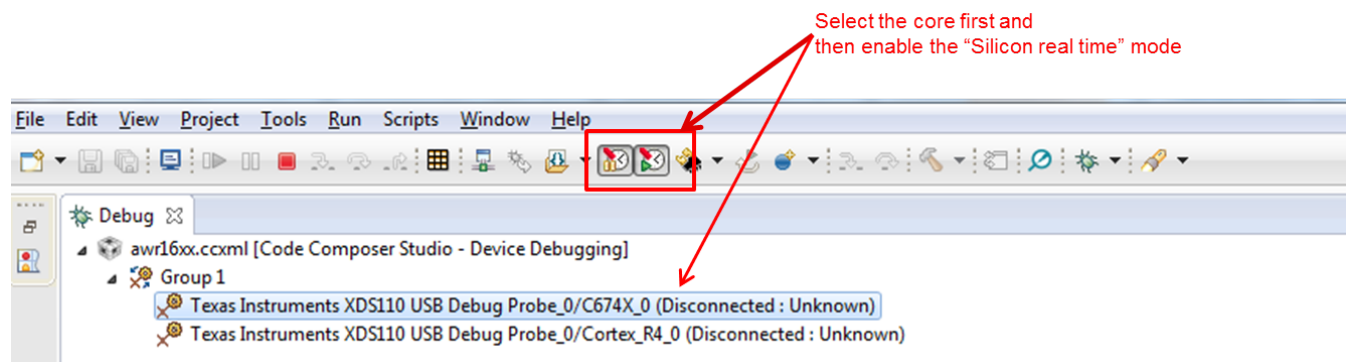 Select the core first and
then enable the “Silicon real time” mode
File Edit View Project Tools Run Scripts Window Help
Debug
awr16xx.ccxml [Code Composer Studio - Device Debugging]
Group 1
Texas Instruments XDS110 USB Debug Probe_0/C674X_0 (Disconnected : Unknown)
Texas Instruments XDS110 USB Debug Probe_0/Cortex_R4_0 (Disconnected : Unknown)